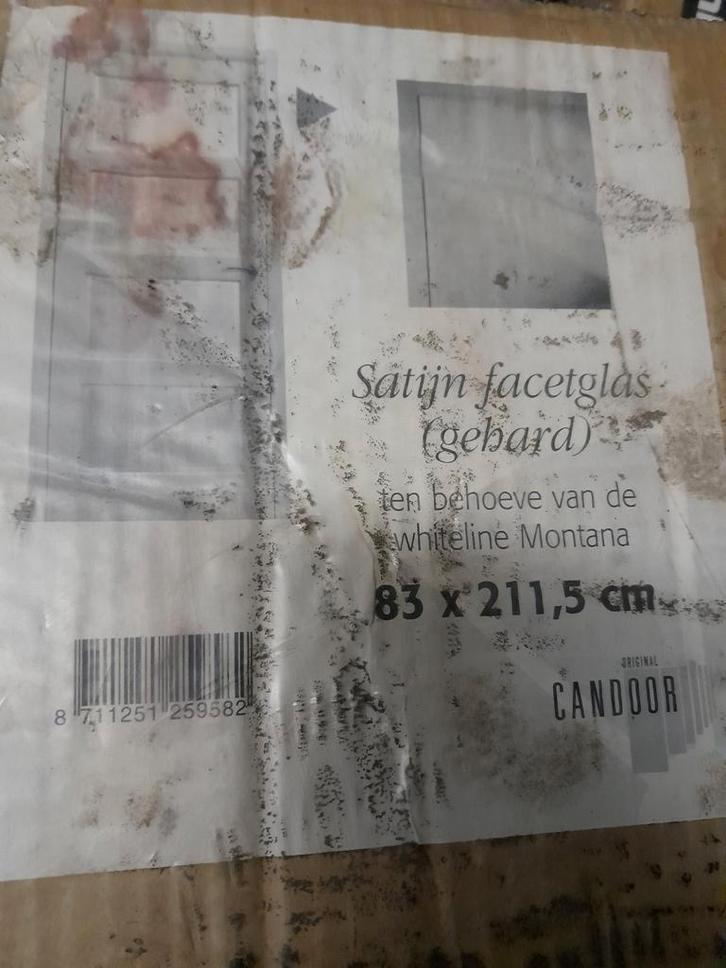 Satijn facetglas
(gehard)
ten behoeve van de
whiteline Montana
83 x 211,5 cm
ORIGINAL
CANDOOR
8 711251 259582